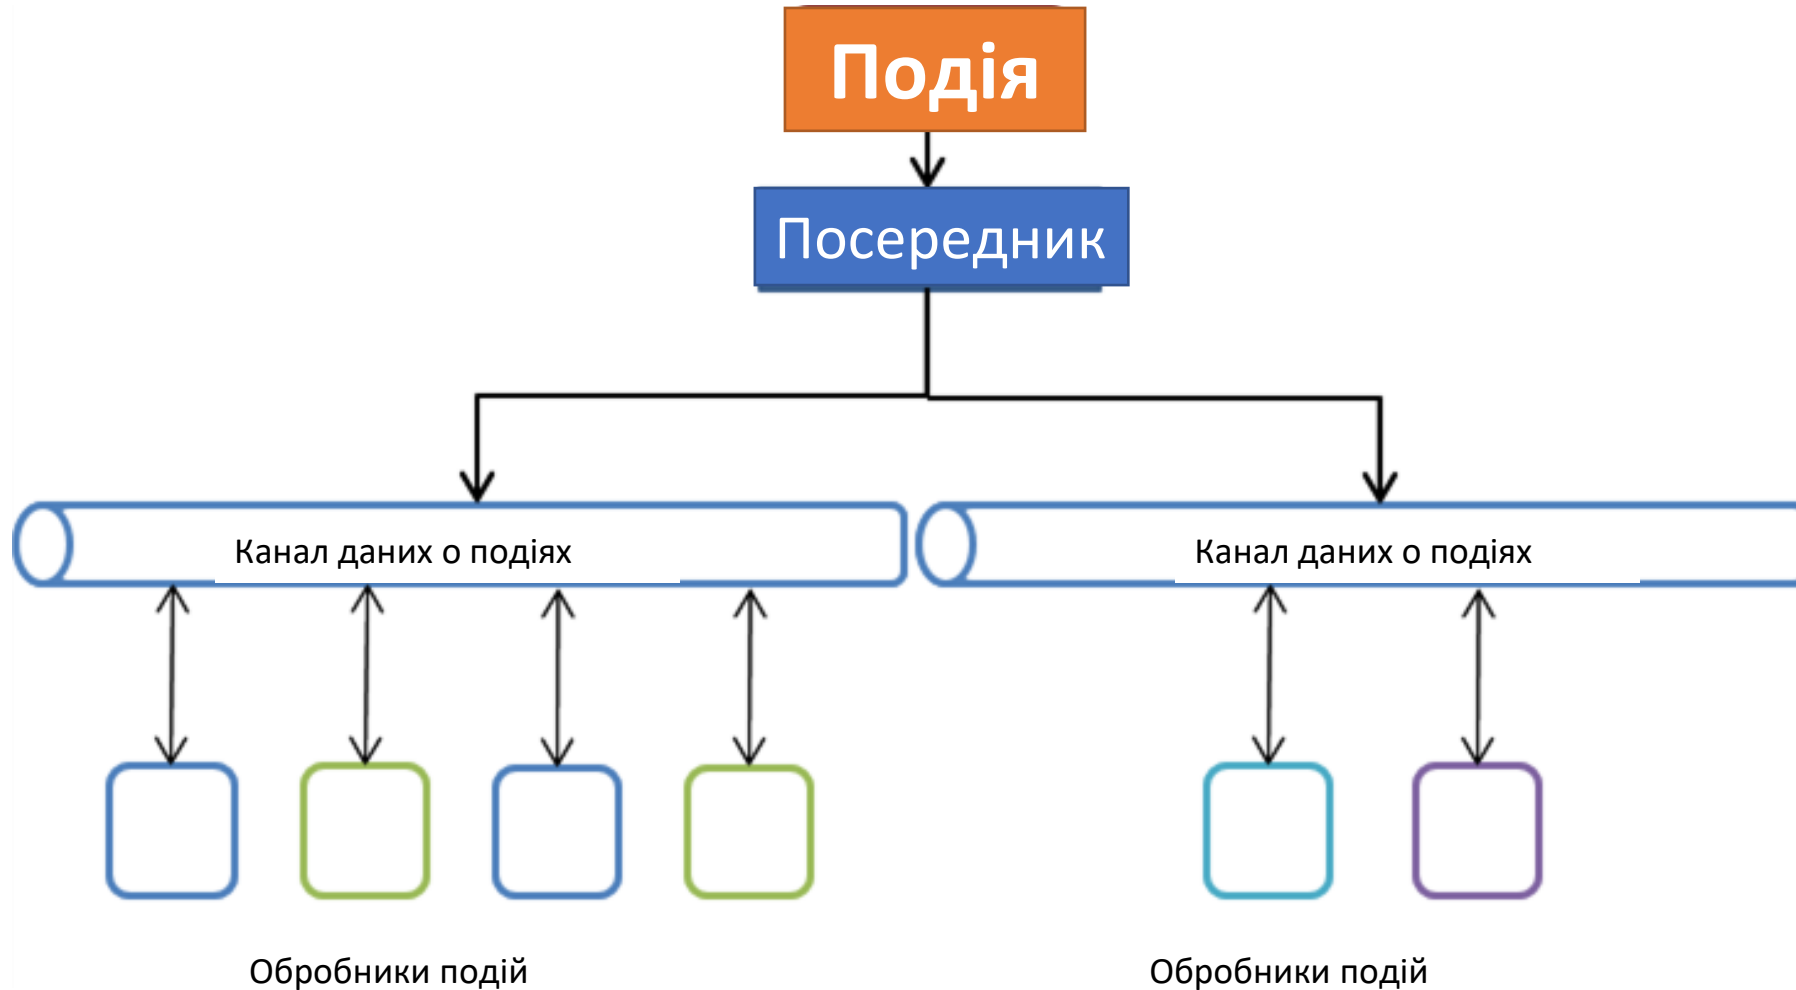 Подія
Посередник
Канал даних о подіях
Канал даних о подіях
Обробники подій
Обробники подій